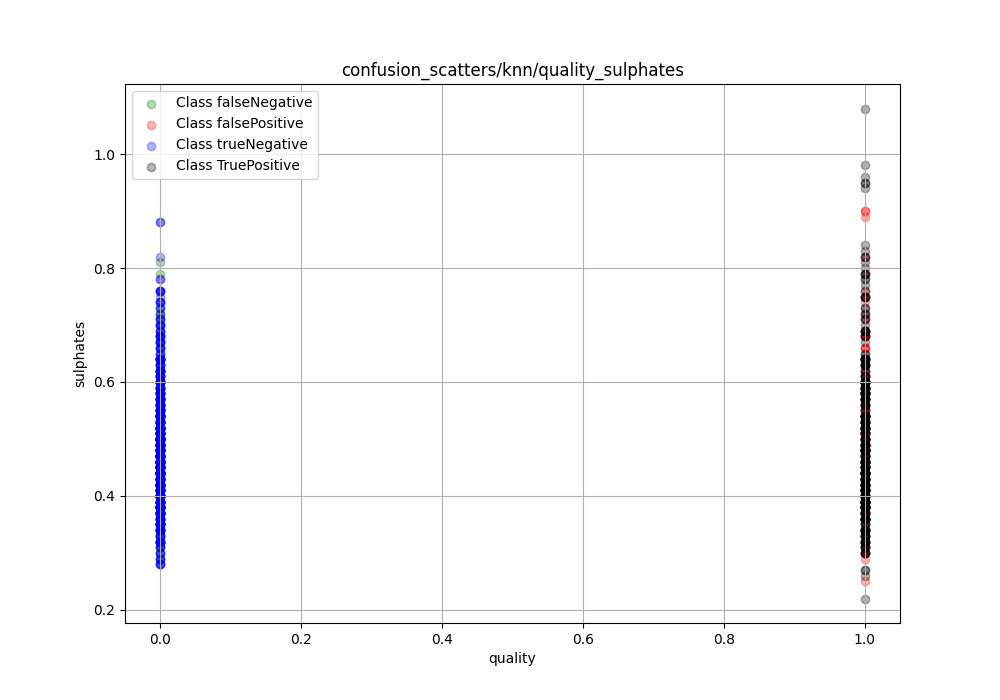 confusion_scatters/knn/quality_sulphates
Class falseNegative
Class falsePositive
Class trueNegative
Class TruePositive
1.0
0.8
0.6
0.4
0.2
sulphates
0.0 0.2 0.4 0.6 0.8 1.0
quality